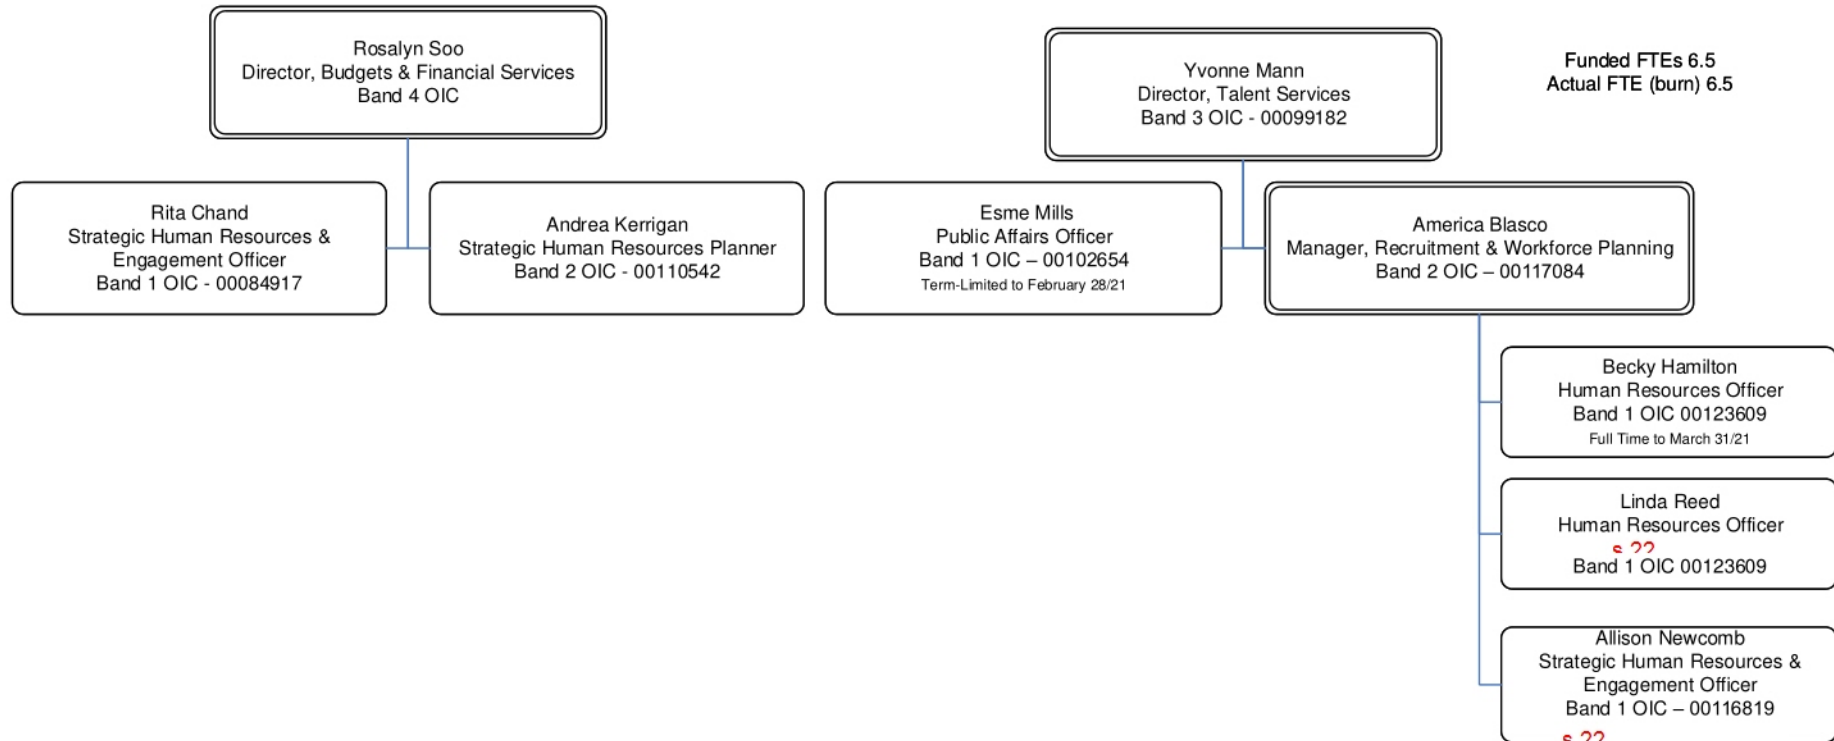 Rosalyn Soo
Director, Budgets & Financial Services
Band 4 OIC
Yvonne Mann
Director, Talent Services
Band 3 OIC - 00099182
Funded FTEs 6.5
Actual FTE (burn) 6.5
Rita Chand
Strategic Human Resources &
Engagement Officer
Band 1 OIC - 00084917
Andrea Kerrigan
Strategic Human Resources Planner
Band 2 OIC - 00110542
Esme Mills
Public Affairs Officer
Band 1 OIC – 00102654
Term-Limited to February 28/21
America Blasco
Manager, Recruitment & Workforce Planning
Band 2 OIC – 00117084
Becky Hamilton
Human Resources Officer
Band 1 OIC 00123609
Full Time to March 31/21
Linda Reed
Human Resources Officer
s.22
Band 1 OIC 00123609
Allison Newcomb
Strategic Human Resources &
Engagement Officer
Band 1 OIC – 00116819
s.22